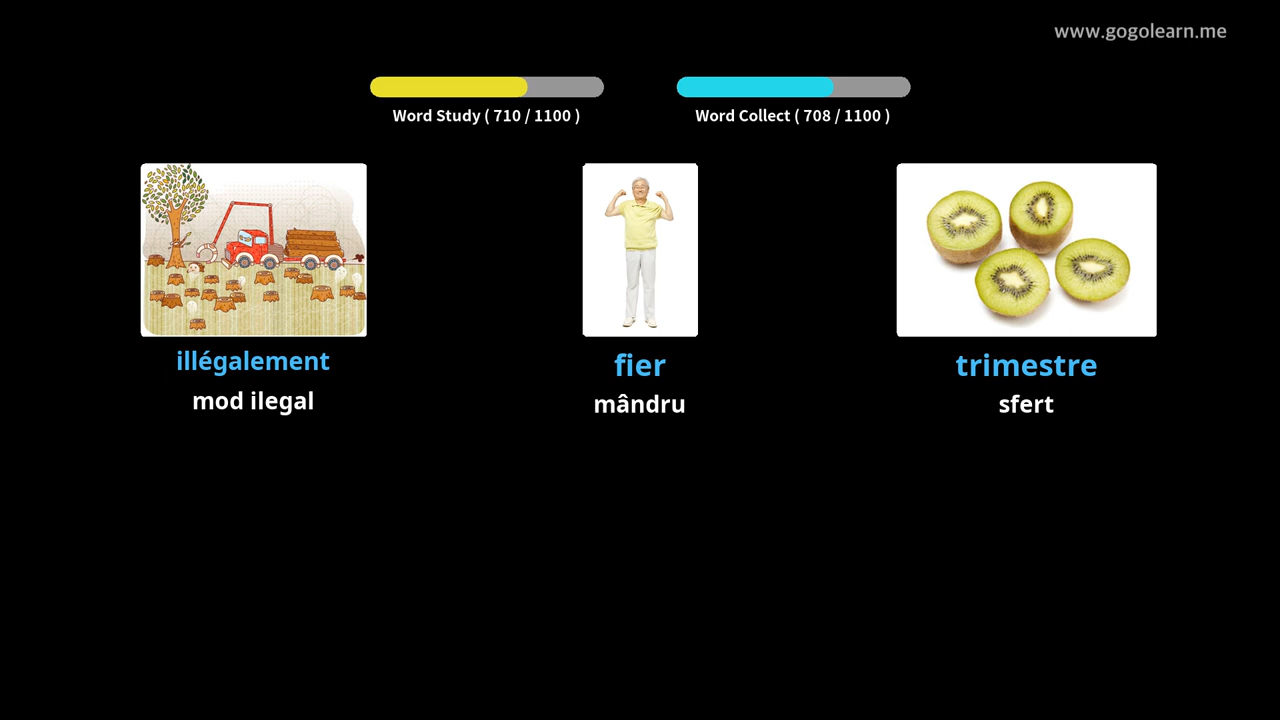 www.gogolearn.me
Word Study ( 710 / 1100 )
Word Collect ( 708 / 1100 )
illégalement
mod ilegal
fier
mândru
trimestre
sfert